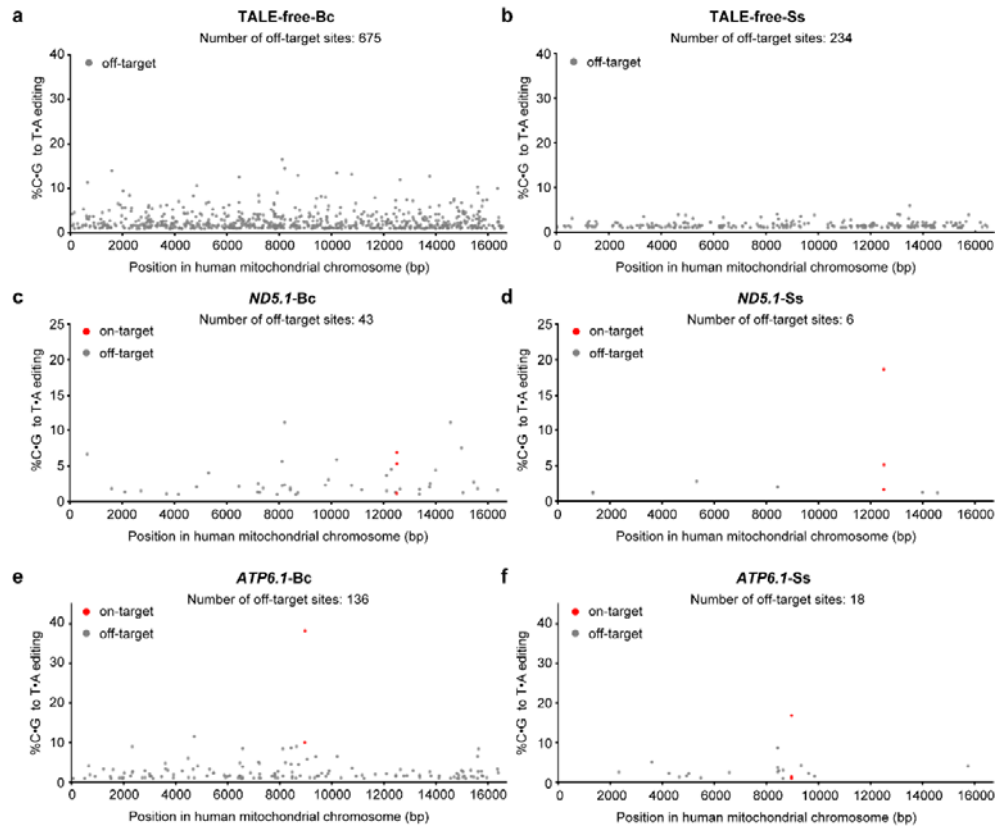 a
TALE-free-Bc
Number of off-target sites: 675
off-target
%C•G to T•A editing
40
30
20
10
0
0 2000 4000 6000 8000 10000 12000 14000 16000
Position in human mitochondrial chromosome (bp)
b
TALE-free-Ss
Number of off-target sites: 234
off-target
%C•G to T•A editing
40
30
20
10
0
0 2000 4000 6000 8000 10000 12000 14000 16000
Position in human mitochondrial chromosome (bp)
c
ND5.1-Bc
Number of off-target sites: 43
on-target
off-target
%C•G to T•A editing
25
20
15
10
5
0
0 2000 4000 6000 8000 10000 12000 14000 16000
Position in human mitochondrial chromosome (bp)
d
ND5.1-Ss
Number of off-target sites: 6
on-target
off-target
%C•G to T•A editing
25
20
15
10
5
0
0 2000 4000 6000 8000 10000 12000 14000 16000
Position in human mitochondrial chromosome (bp)
e
ATP6.1-Bc
Number of off-target sites: 136
on-target
off-target
%C•G to T•A editing
40
30
20
10
0
0 2000 4000 6000 8000 10000 12000 14000 16000
Position in human mitochondrial chromosome (bp)
f
ATP6.1-Ss
Number of off-target sites: 18
on-target
off-target
%C•G to T•A editing
40
30
20
10
0
0 2000 4000 6000 8000 10000 12000 14000 16000
Position in human mitochondrial chromosome (bp)